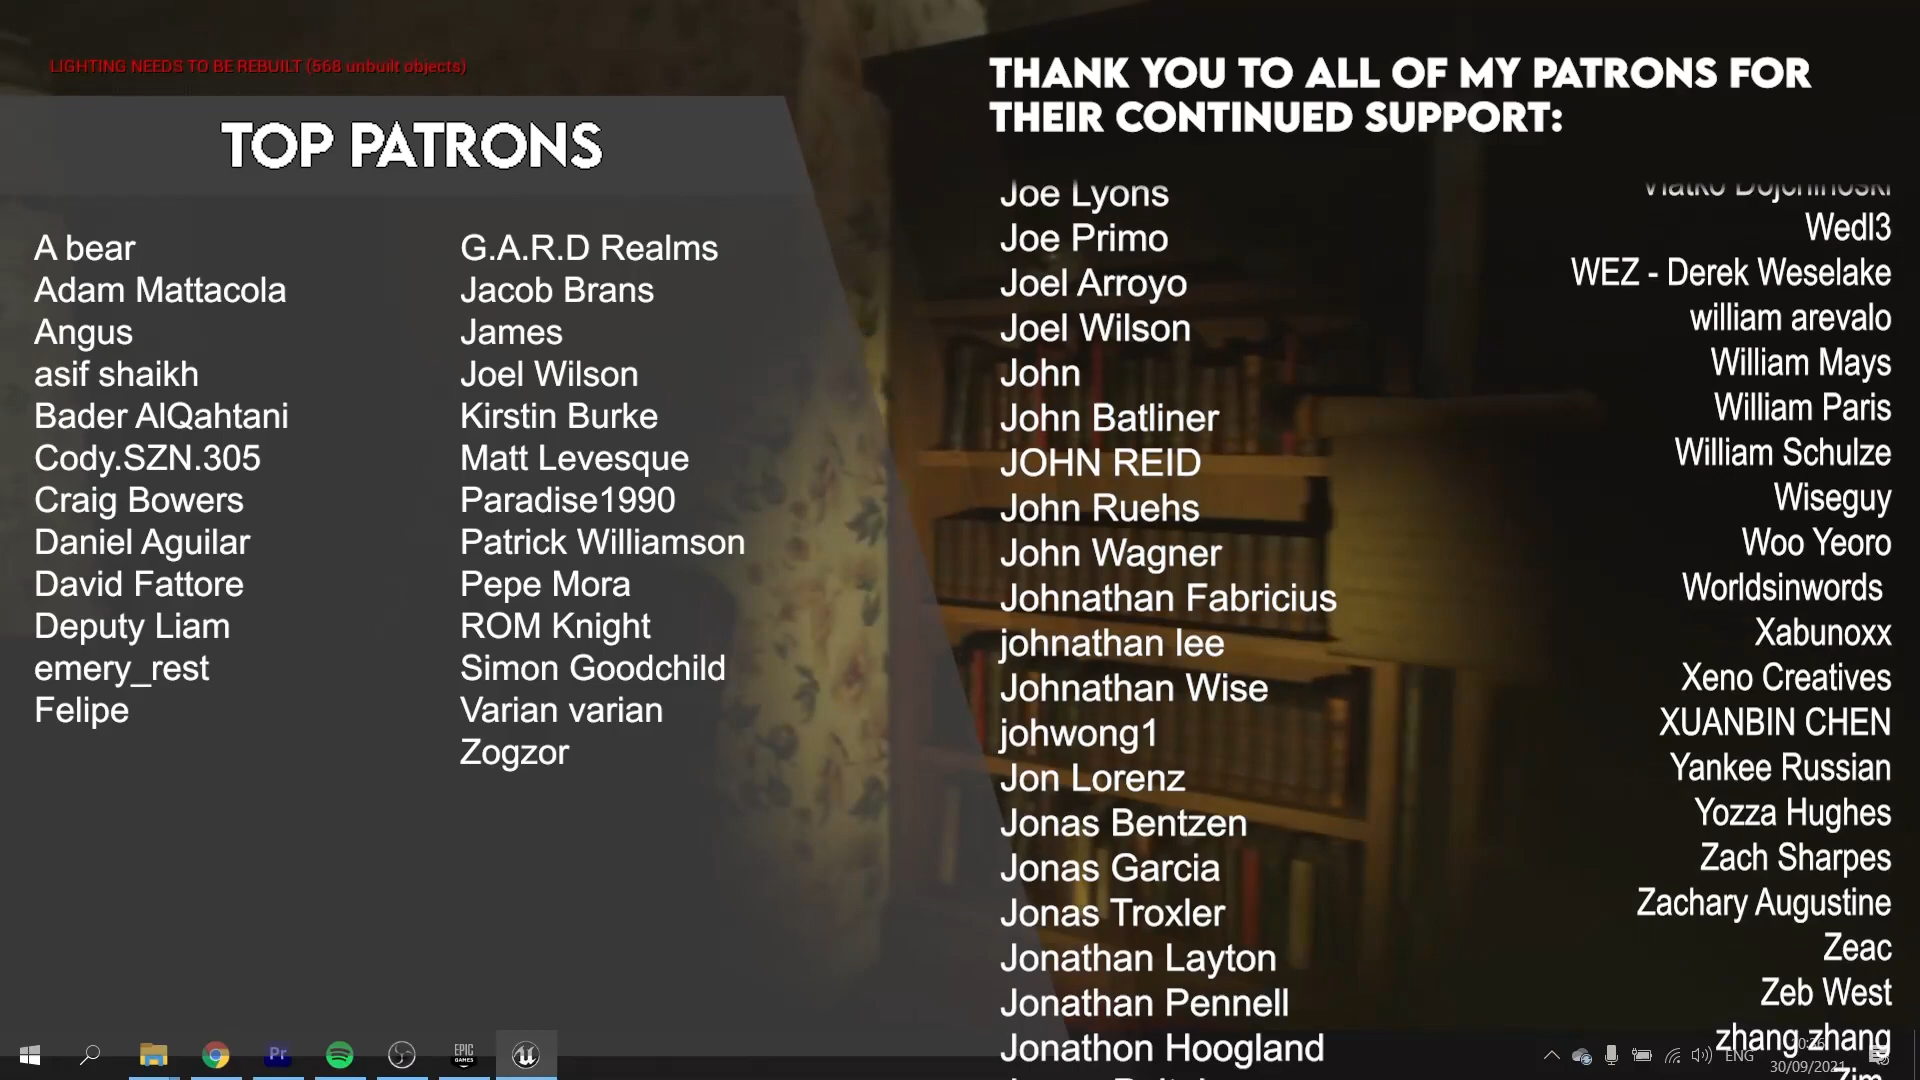 LIGHTING NEEDS TO BE REBUILT (568 unbuilt objects)
TOP PATRONS
A bear
Adam Mattacola
Angus
asif shaikh
Bader AlQahtani
Cody.SZN.305
Craig Bowers
Daniel Aguilar
David Fattore
Deputy Liam
emery_rest
Felipe
G.A.R.D Realms
Jacob Brans
James
Joel Wilson
Kirstin Burke
Matt Levesque
Paradise1990
Patrick Williamson
Pepe Mora
ROM Knight
Simon Goodchild
Varian varian
Zogzor
THANK YOU TO ALL OF MY PATRONS FOR
THEIR CONTINUED SUPPORT:
Joe Lyons
Joe Primo
Joel Arroyo
Joel Wilson
John
John Batliner
JOHN REID
John Ruehs
John Wagner
Johnathan Fabricius
johnathan lee
Johnathan Wise
johwong1
Jon Lorenz
Jonas Bentzen
Jonas Garcia
Jonas Troxler
Jonathan Layton
Jonathan Pennell
Jonathon Hoogland
Vlatko Dojchinoski
Wedl3
WEZ - Derek Weselake
william arevalo
William Mays
William Paris
William Schulze
Wiseguy
Woo Yeoro
Worldsinwords
Xabunoxx
Xeno Creatives
XUANBIN CHEN
Yankee Russian
Yozza Hughes
Zach Sharpes
Zachary Augustine
Zeac
Zeb West
zhang zhang
Pr
EPIC
GAMES
ENG
30/09/2021